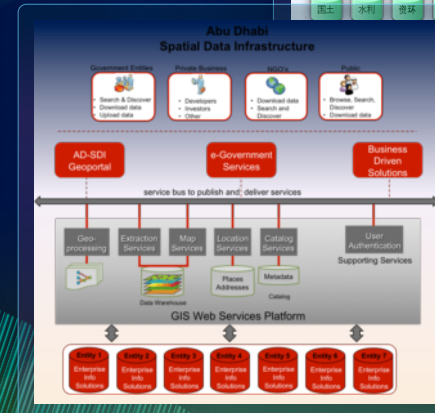 国土 水利 资环
Abu Dhabi
Spatial Data Infrastructure
Government Entities
Private Business
NGO's
Public
• Search & Discover
• Download data
• Upload data
• Developers
• Investors
• Other
• Download data
• Search and
Discover
• Browse, Search,
Discover
• Download data
AD-SDI
Geoportal
e-Government
Services
Business
Driven
Solutions
service bus to publish and deliver services
Geo-
processing
Extraction
Services
Map
Services
Location
Services
Catalog
Services
User
Authentication
Supporting Services
Data Warehouse
Places
Addresses
Metadata
Catalog
GIS Web Services Platform
Entity 1
Enterprise
Info
Solutions
Entity 2
Enterprise
Info
Solutions
Entity 3
Enterprise
Info
Solutions
Entity 4
Enterprise
Info
Solutions
Entity 5
Enterprise
Info
Solutions
Entity 6
Enterprise
Info
Solutions
Entity 7
Enterprise
Info
Solutions